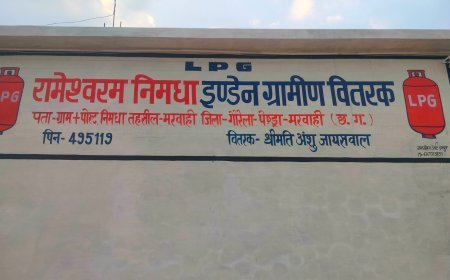 LPG
LPG रामेश्वरम निमधा इण्डेन ग्रामीण वितरक LPG
पता-ग्राम+पोस्ट निमधा तहसील-मरवाही जिला-गौरेला-पेण्ड्रा-मरवाही (छ.ग.)
पिन-495119 वितरक-श्रीमति अंशु जायसवाल